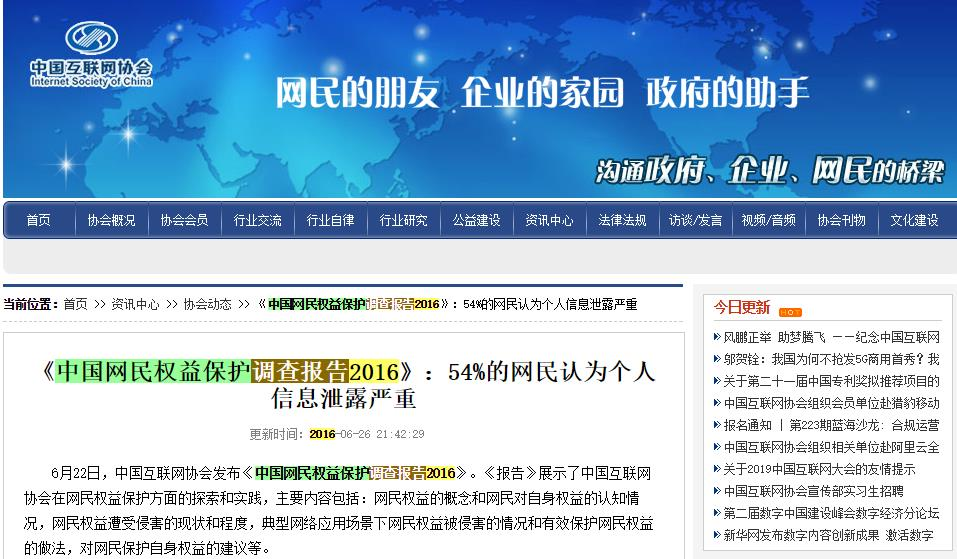 中国互联网协会
Internet Society of China
网民的朋友 企业的家园 政府的助手
沟通政府、企业、网民的桥梁
首页 协会概况 协会会员 行业交流 行业自律 行业研究 公益建设 资讯中心 法律法规 访谈/发言 视频/音频 协会刊物 文化建设
当前位置：首页 >> 资讯中心 >> 协会动态 >> 《中国网民权益保护调查报告2016》：54%的网民认为个人信息泄露严重
《中国网民权益保护调查报告2016》：54%的网民认为个人
信息泄露严重
更新时间：2016-06-26 21:42:29
6月22日，中国互联网协会发布《中国网民权益保护调查报告2016》。《报告》展示了中国互联网
协会在网民权益保护方面的探索和实践，主要内容包括：网民权益的概念和网民对自身权益的认知情
况，网民权益遭受侵害的现状和程度，典型网络应用场景下网民权益被侵害的情况和有效保护网民权益
的做法，对网民保护自身权益的建议等。
今日更新 HOT
风鹏正举 助梦腾飞 ——纪念中国互联网
邬贺铨：我国为何不抢发5G商用首秀？我
关于第二十一届中国专利奖拟推荐项目的
中国互联网协会组织会员单位赴猎豹移动
报名通知 | 第223期蓝海沙龙：合规运营
中国互联网协会组织相关单位赴阿里云全
关于2019中国互联网大会的友情提示
中国互联网协会宣传部实习生招聘
第二届数字中国建设峰会数字经济分论坛
新华网发布数字内容创新成果 激活数字